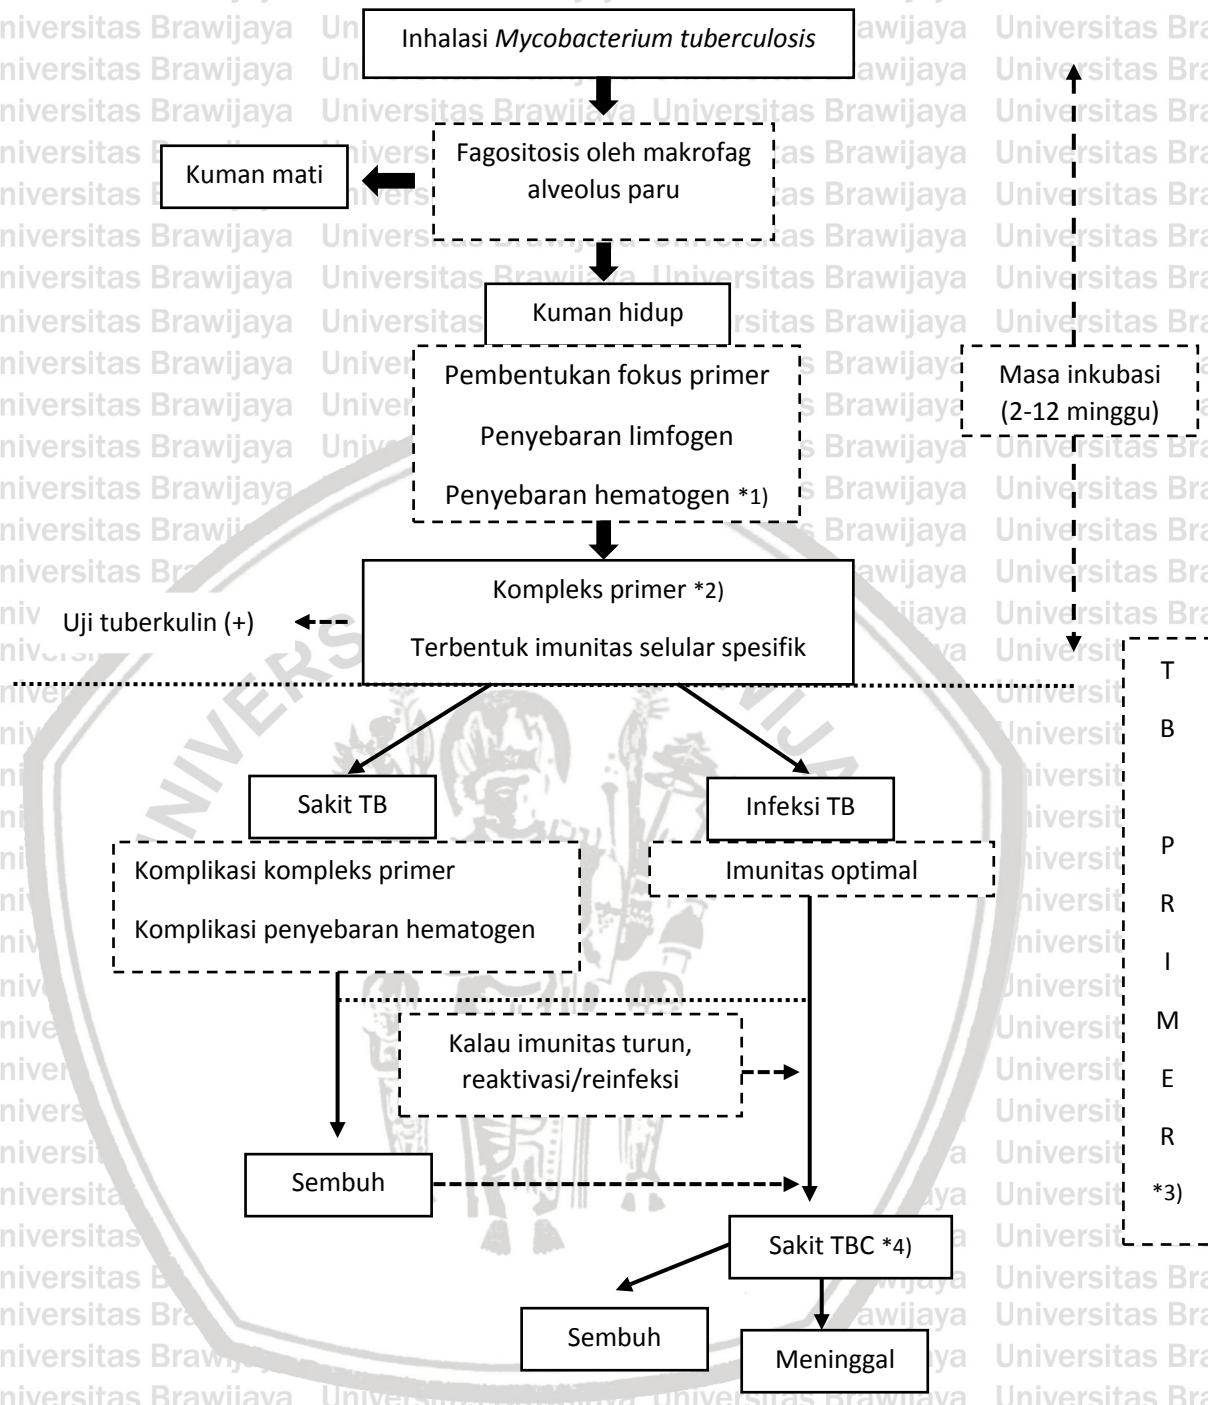 Inhalasi Mycobacterium tuberculosis
Fagositosis oleh makrofag
alveolus paru
Kuman mati
Kuman hidup
Pembentukan fokus primer
Penyebaran limfogen
Penyebaran hematogen *1)
Masa inkubasi
(2-12 minggu)
Kompleks primer *2)
Terbentuk imunitas selular spesifik
Uji tuberkulin (+)
T
B
P
R
I
M
E
R
*3)
Sakit TB
Infeksi TB
Komplikasi kompleks primer
Komplikasi penyebaran hematogen
Imunitas optimal
Kalau imunitas turun,
reaktivasi/reinfeksi
Sembuh
Sakit TBC *4)
Sembuh
Meninggal